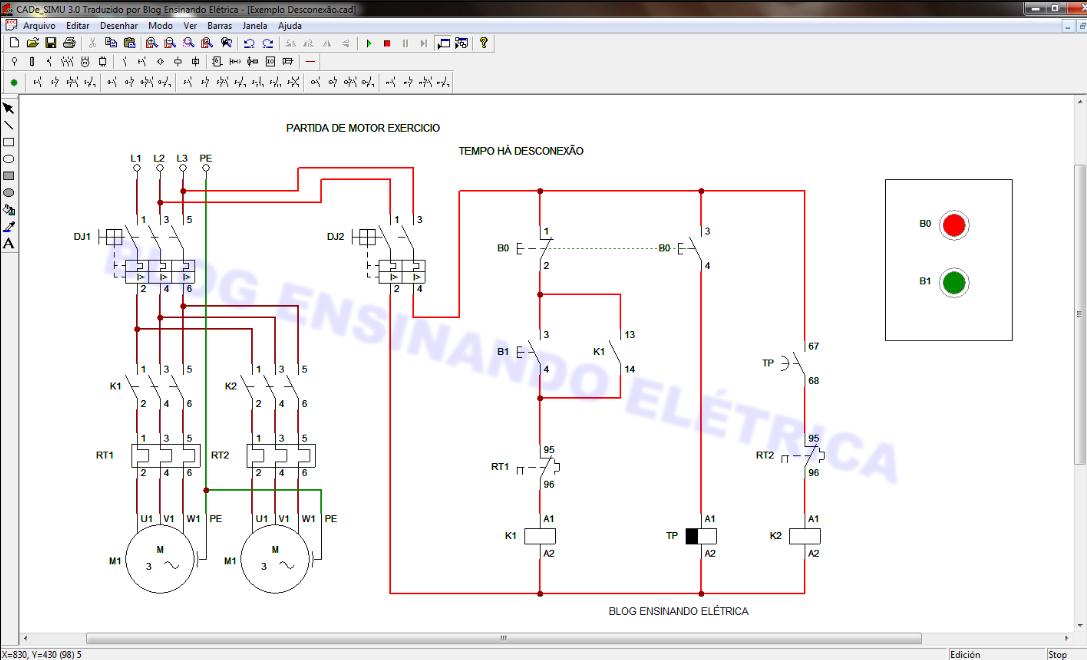 CADe_SIMU 3.0 Traduzido por Blog Ensinando Elétrica - [Exemplo Desconexão.cad]
Arquivo Editar Desenhar Modo Ver Barras Janela Ajuda
PARTIDA DE MOTOR EXERCICIO
TEMPO HÁ DESCONEXÃO
L1 L2 L3 PE
1 3 5
DJ1
2 4 6
1 3
DJ2
2 4
1
B0
2
3
B0
4
B0
B1
3
B1
4
13
K1
14
67
TP
68
1 3 5
K1
2 4 6
1 3 5
K2
2 4 6
1 3 5
RT1
2 4 6
1 3 5
RT2
2 4 6
95
RT1
96
95
RT2
96
U1 V1 W1 PE
M
3
M1
U1 V1 W1 PE
M
3
M1
A1
K1
A2
A1
TP
A2
A1
K2
A2
BLOG ENSINANDO ELÉTRICA
BLOG ENSINANDO ELÉTRICA
X=830, Y=430 (98) 5
Edición
Stop